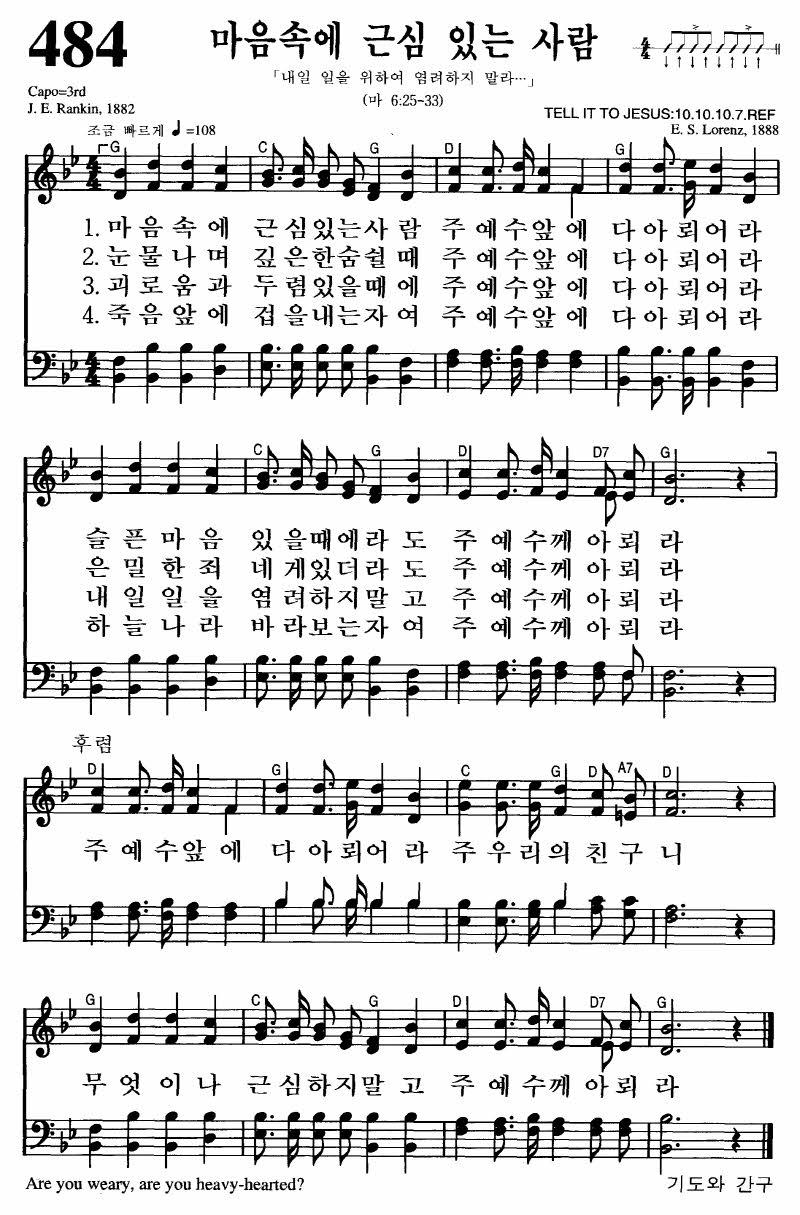 484
마음속에 근심 있는 사람
「내일 일을 위하여 염려하지 말라…」
(마 6:25-33)
Capo=3rd
J. E. Rankin, 1882
TELL IT TO JESUS:10.10.10.7.REF
E. S. Lorenz, 1888
조금 빠르게 ♩=108
G C G D G D
1. 마 음 속 에 근 심 있 는 사 람 주 예 수 앞 에 다 아 뢰 어 라
2. 눈 물 나 며 깊 은 한 숨 쉴 때 주 예 수 앞 에 다 아 뢰 어 라
3. 괴 로 움 과 두 렴 있 을 때 에 주 예 수 앞 에 다 아 뢰 어 라
4. 죽 음 앞 에 겁 을 내 는 자 여 주 예 수 앞 에 다 아 뢰 어 라
G C G D D7 G
슬 픈 마 음 있 을 때 에 라 도 주 예 수 께 아 뢰 라
은 밀 한 죄 네 게 있 더 라 도 주 예 수 께 아 뢰 라
내 일 일 을 염 려 하 지 말 고 주 예 수 께 아 뢰 라
하 늘 나 라 바 라 보 는 자 여 주 예 수 께 아 뢰 라
후렴
D G C G D A7 D
주 예 수 앞 에 다 아 뢰 어 라 주 우 리 의 친 구 니
G C G D D7 G
무 엇 이 나 근 심 하 지 말 고 주 예 수 께 아 뢰 라
Are you weary, are you heavy-hearted?
기도와 간구